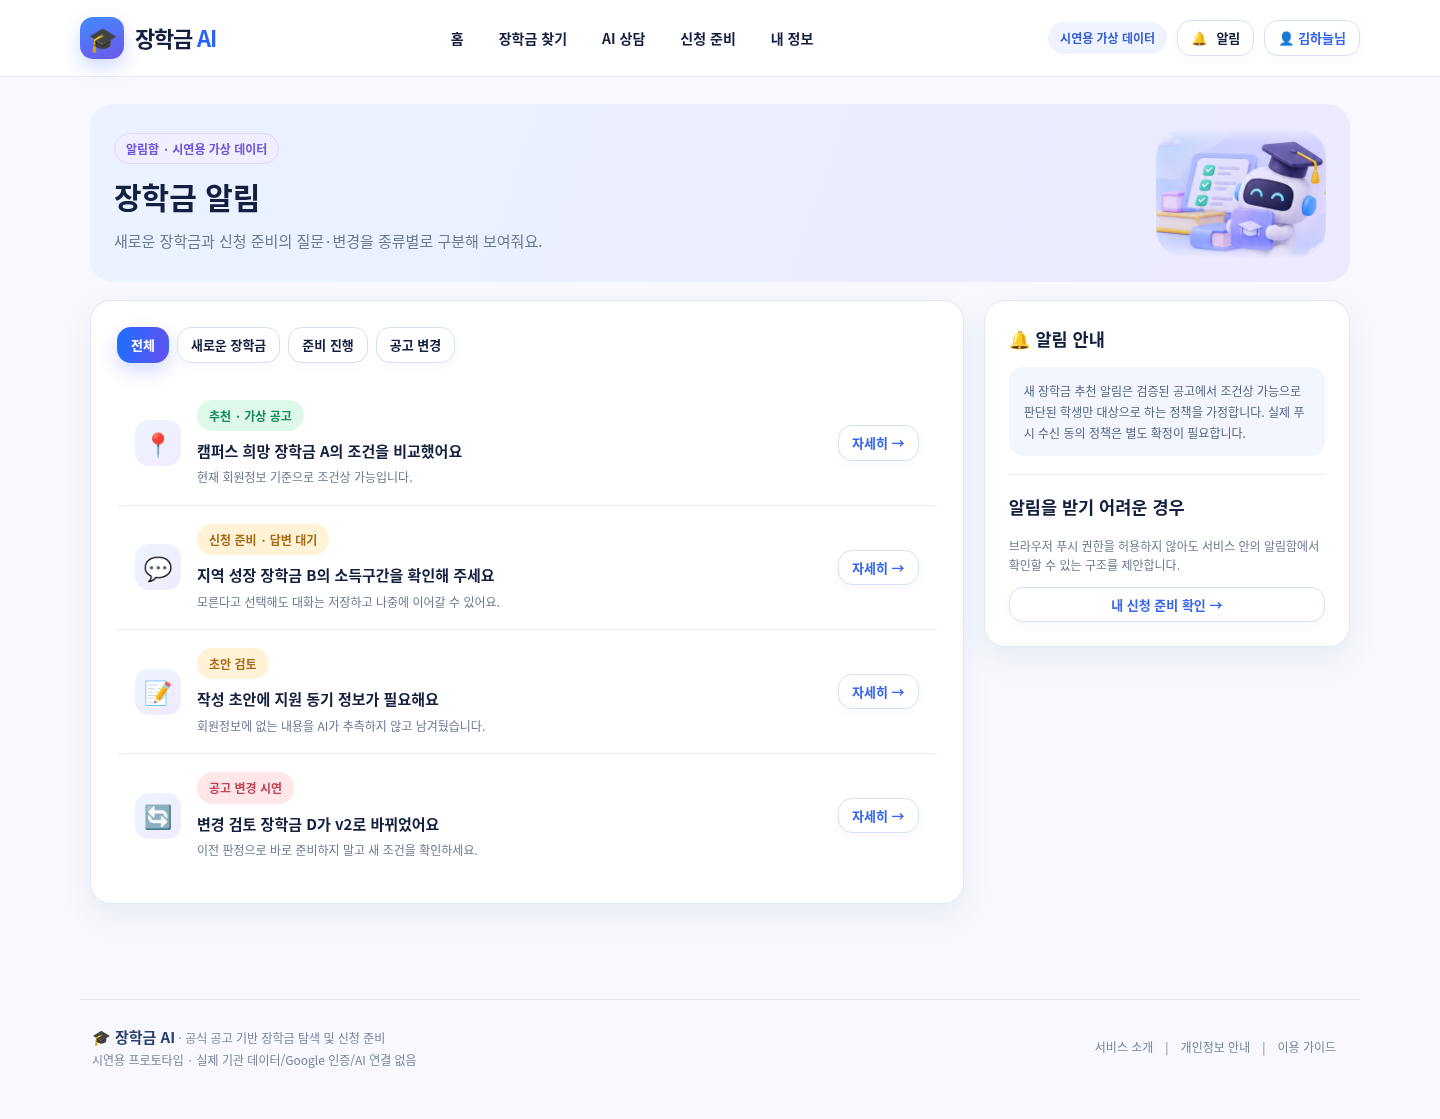 장학금 AI
홈
장학금 찾기
AI 상담
신청 준비
내 정보
시연용 가상 데이터
알림
김하늘님
알림함 · 시연용 가상 데이터
장학금 알림
새로운 장학금과 신청 준비의 질문·변경을 종류별로 구분해 보여줘요.
전체
새로운 장학금
준비 진행
공고 변경
추천 · 가상 공고
캠퍼스 희망 장학금 A의 조건을 비교했어요
현재 회원정보 기준으로 조건상 가능입니다.
자세히 →
신청 준비 · 답변 대기
지역 성장 장학금 B의 소득구간을 확인해 주세요
모른다고 선택해도 대화는 저장하고 나중에 이어갈 수 있어요.
자세히 →
초안 검토
작성 초안에 지원 동기 정보가 필요해요
회원정보에 없는 내용을 AI가 추측하지 않고 남겨뒀습니다.
자세히 →
공고 변경 시연
변경 검토 장학금 D가 v2로 바뀌었어요
이전 판정으로 바로 준비하지 말고 새 조건을 확인하세요.
자세히 →
알림 안내
새 장학금 추천 알림은 검증된 공고에서 조건상 가능으로
판단된 학생만 대상으로 하는 정책을 가정합니다. 실제 푸
시 수신 동의 정책은 별도 확정이 필요합니다.
알림을 받기 어려운 경우
브라우저 푸시 권한을 허용하지 않아도 서비스 안의 알림함에서
확인할 수 있는 구조를 제안합니다.
내 신청 준비 확인 →
장학금 AI · 공식 공고 기반 장학금 탐색 및 신청 준비
시연용 프로토타입 · 실제 기관 데이터/Google 인증/AI 연결 없음
서비스 소개 | 개인정보 안내 | 이용 가이드